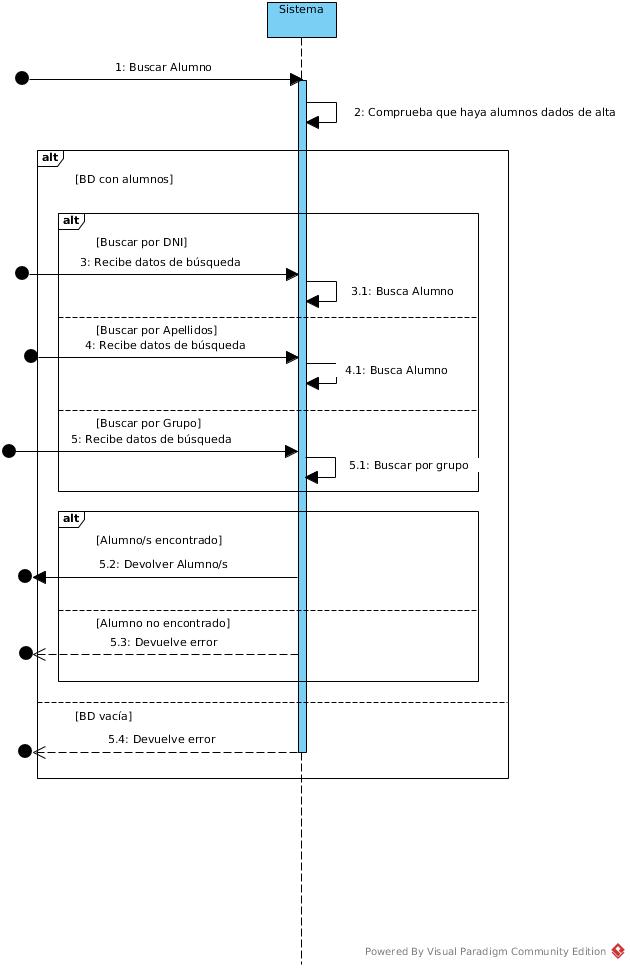 Sistema
1: Buscar Alumno
2: Comprueba que haya alumnos dados de alta
alt
[BD con alumnos]
alt
[Buscar por DNI]
3: Recibe datos de búsqueda
3.1: Busca Alumno
[Buscar por Apellidos]
4: Recibe datos de búsqueda
4.1: Busca Alumno
[Buscar por Grupo]
5: Recibe datos de búsqueda
5.1: Buscar por grupo
alt
[Alumno/s encontrado]
5.2: Devolver Alumno/s
[Alumno no encontrado]
5.3: Devuelve error
[BD vacía]
5.4: Devuelve error
Powered By Visual Paradigm Community Edition